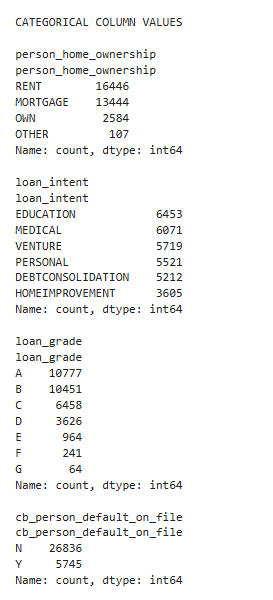 CATEGORICAL COLUMN VALUES
person_home_ownership
person_home_ownership
RENT 16446
MORTGAGE 13444
OWN 2584
OTHER 107
Name: count, dtype: int64
loan_intent
loan_intent
EDUCATION 6453
MEDICAL 6071
VENTURE 5719
PERSONAL 5521
DEBTCONSOLIDATION 5212
HOMEIMPROVEMENT 3605
Name: count, dtype: int64
loan_grade
loan_grade
A 10777
B 10451
C 6458
D 3626
E 964
F 241
G 64
Name: count, dtype: int64
cb_person_default_on_file
cb_person_default_on_file
N 26836
Y 5745
Name: count, dtype: int64